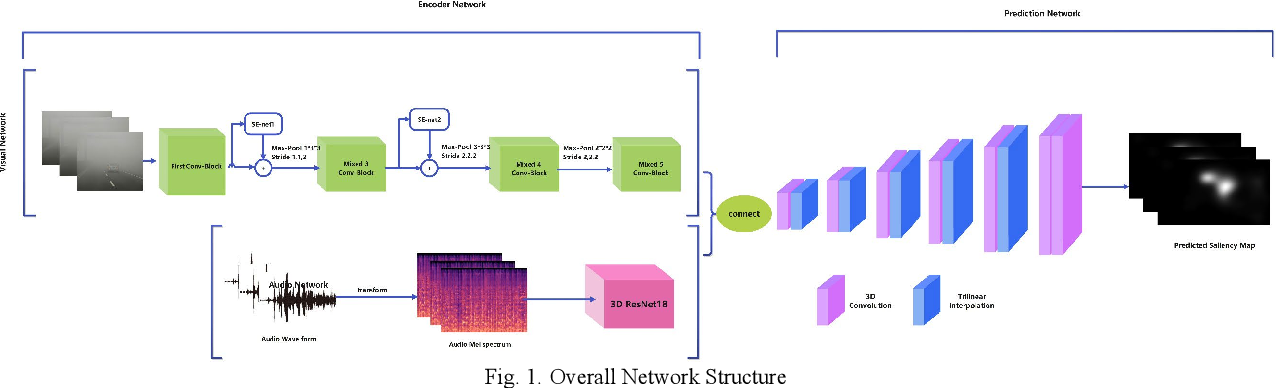 Encoder Network
Prediction Network
Visual Network
SE-net1
SE-net2
First Conv-Block
Max-Pool 1*1*1
Stride 1,1,2
Mixed 3
Conv-Block
Max-Pool 3*3*3
Stride 2,2,2
Mixed 4
Conv-Block
Max-Pool 2*2*2
Stride 2,2,2
Mixed 5
Conv-Block
connect
Predicted Saliency Map
Audio Network
Audio Wave form
transform
Audio Mel spectrum
3D ResNet18
3D
Convolution
Trilinear
Interpolation
Fig. 1. Overall Network Structure